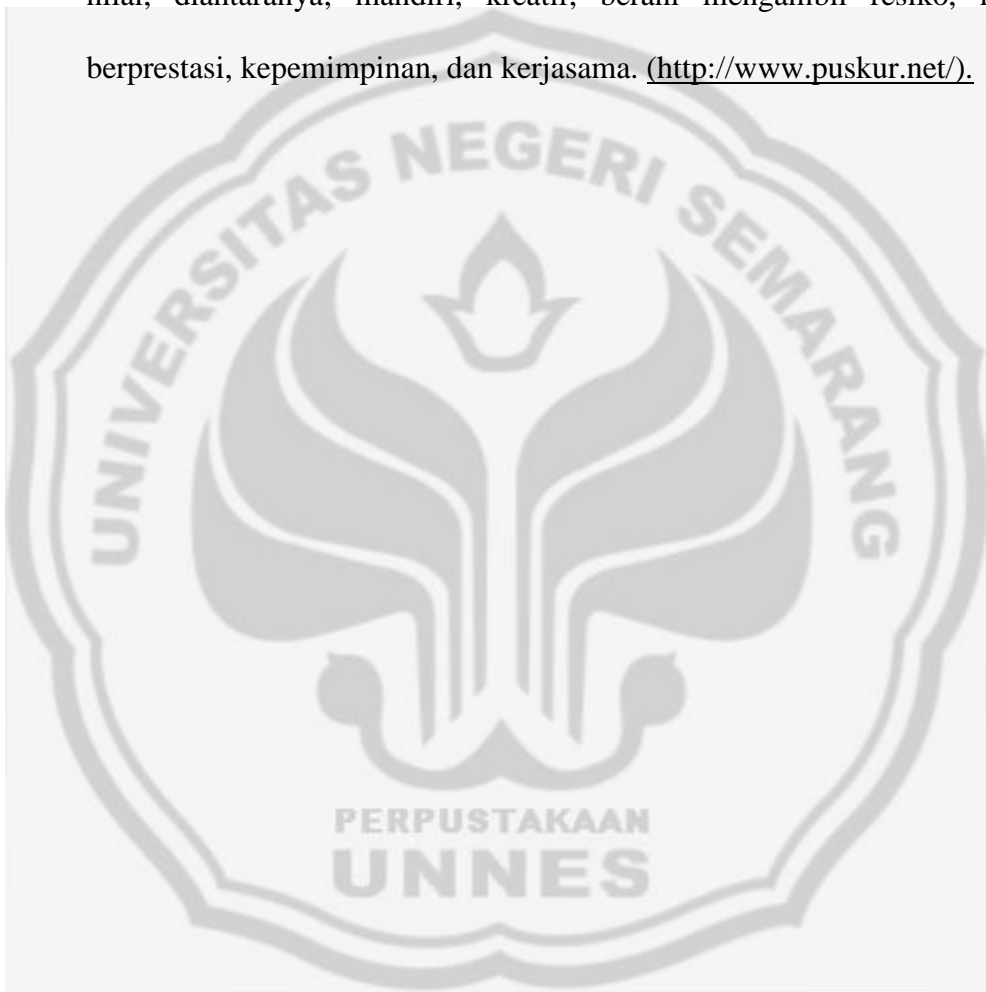 nilai, diantaranya, mandiri, kreatif, berani mengambil resiko,
berprestasi, kepemimpinan, dan kerjasama. (http://www.puskur.net/).
UNIVERSITAS NEGERI SEMARANG
PERPUSTAKAAN
UNNES